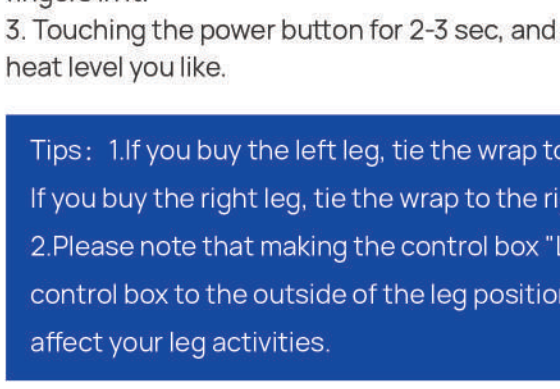 3. Touching the power button for 2-3 sec, and
heat level you like.
Tips: 1.If you buy the left leg, tie the wrap to
If you buy the right leg, tie the wrap to the ri
2.Please note that making the control box "L
control box to the outside of the leg position
affect your leg activities.